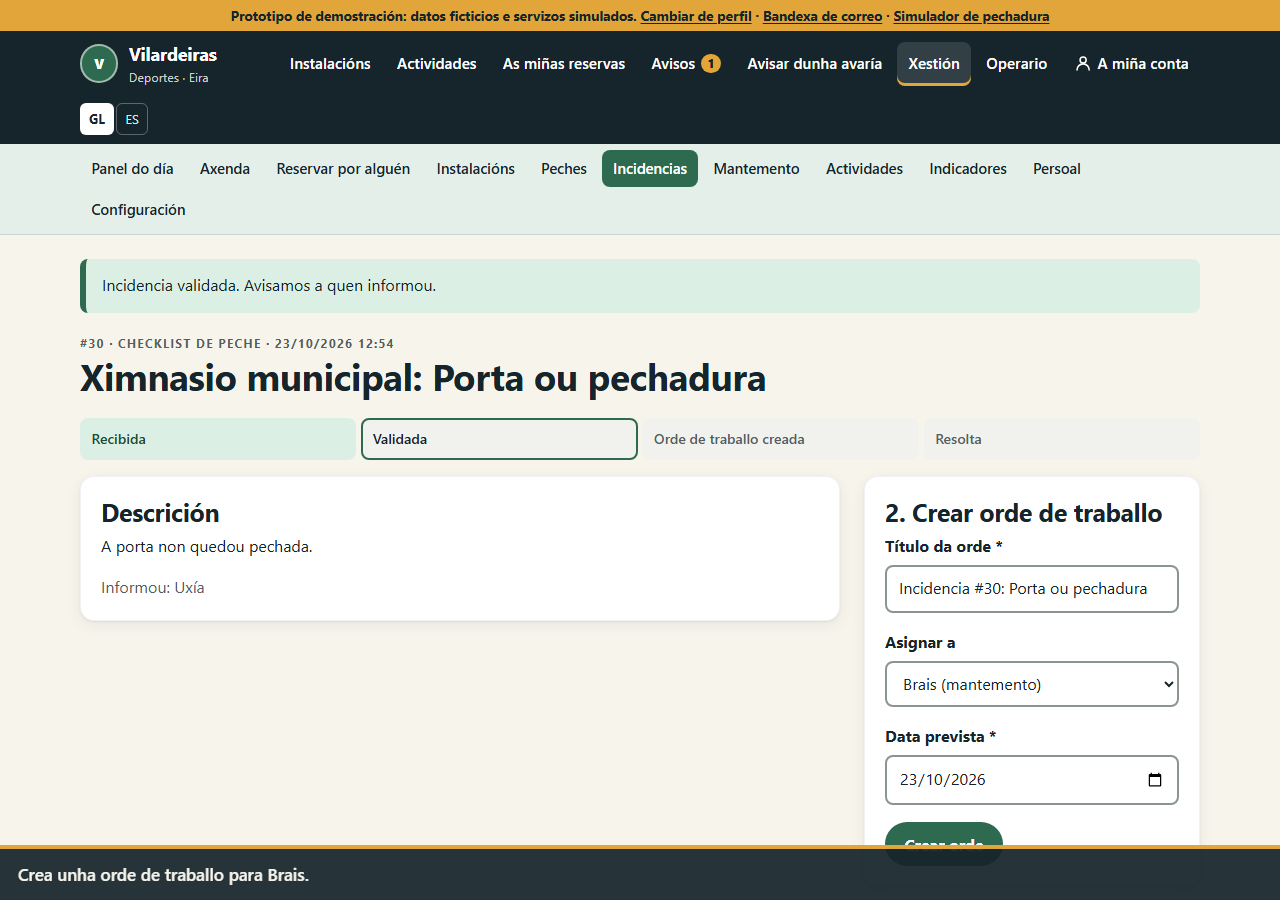 Prototipo de demostración: datos ficticios e servizos simulados. Cambiar de perfil · Bandexa de correo · Simulador de pechadura
V
Vilardeiras
Deportes · Eira
Instalacións
Actividades
As miñas reservas
Avisos 1
Avisar dunha avaría
Xestión
Operario
A miña conta
GL
ES
Panel do día
Axenda
Reservar por alguén
Instalacións
Peches
Incidencias
Mantemento
Actividades
Indicadores
Persoal
Configuración
Incidencia validada. Avisamos a quen informou.
#30 · CHECKLIST DE PECHE · 23/10/2026 12:54
Ximnasio municipal: Porta ou pechadura
Recibida
Validada
Orde de traballo creada
Resolta
Descrición
A porta non quedou pechada.
Informou: Uxía
2. Crear orde de traballo
Título da orde *
Incidencia #30: Porta ou pechadura
Asignar a
Brais (mantemento)
Data prevista *
23/10/2026
Crear orde
Crea unha orde de traballo para Brais.